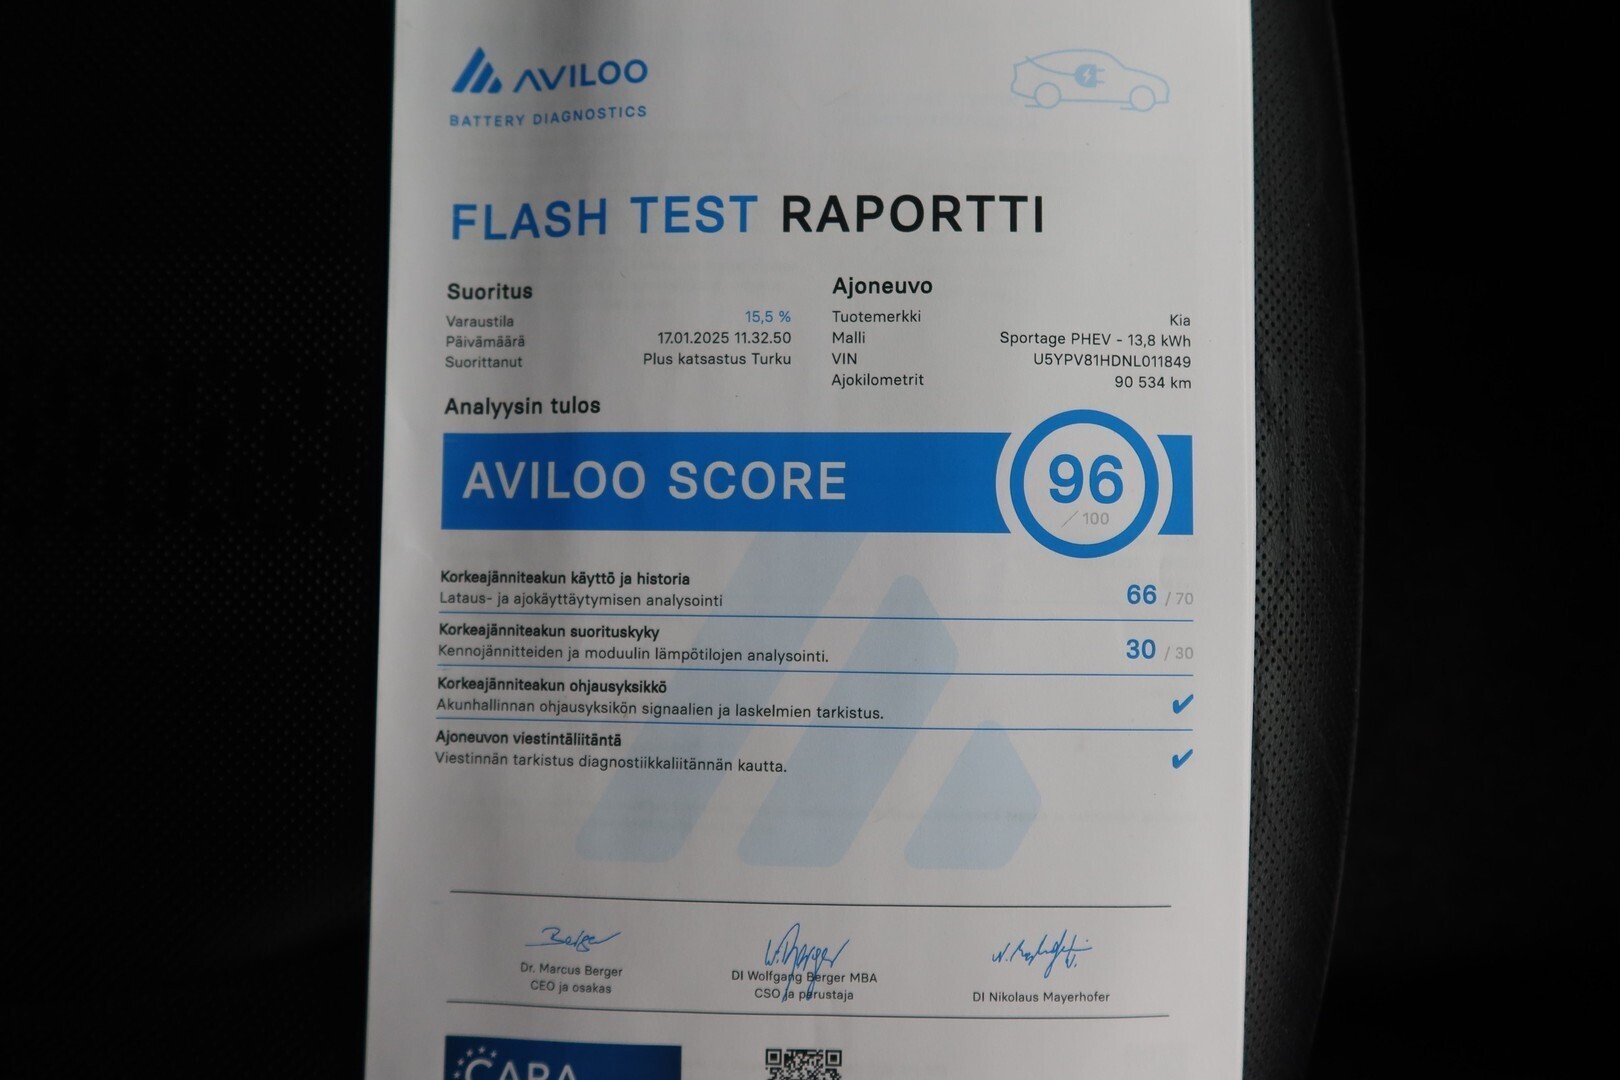 AVILOO
BATTERY DIAGNOSTICS
FLASH TEST RAPORTTI
Suoritus
Varaustila 15,5 %
Päivämäärä 17.01.2025 11.32.50
Suorittanut Plus katsastus Turku
Ajoneuvo
Tuotemerkki Kia
Malli Sportage PHEV - 13,8 kWh
VIN U5YPV81HDNL011849
Ajokilometrit 90 534 km
Analyysin tulos
AVILOO SCORE 96 / 100
Korkeajänniteakun käyttö ja historia
Lataus- ja ajokäyttäytymisen analysointi 66 / 70
Korkeajänniteakun suorituskyky
Kennojännitteiden ja moduulin lämpötilojen analysointi. 30 / 30
Korkeajänniteakun ohjausyksikkö
Akunhallinnan ohjausyksikön signaalien ja laskelmien tarkistus. ✔
Ajoneuvon viestintäliitäntä
Viestinnän tarkistus diagnostiikkaliitännän kautta. ✔
Berger
Dr. Marcus Berger
CEO ja osakas
W. Berger
DI Wolfgang Berger MBA
CSO ja perustaja
DI Nikolaus Mayerhofer
CARA